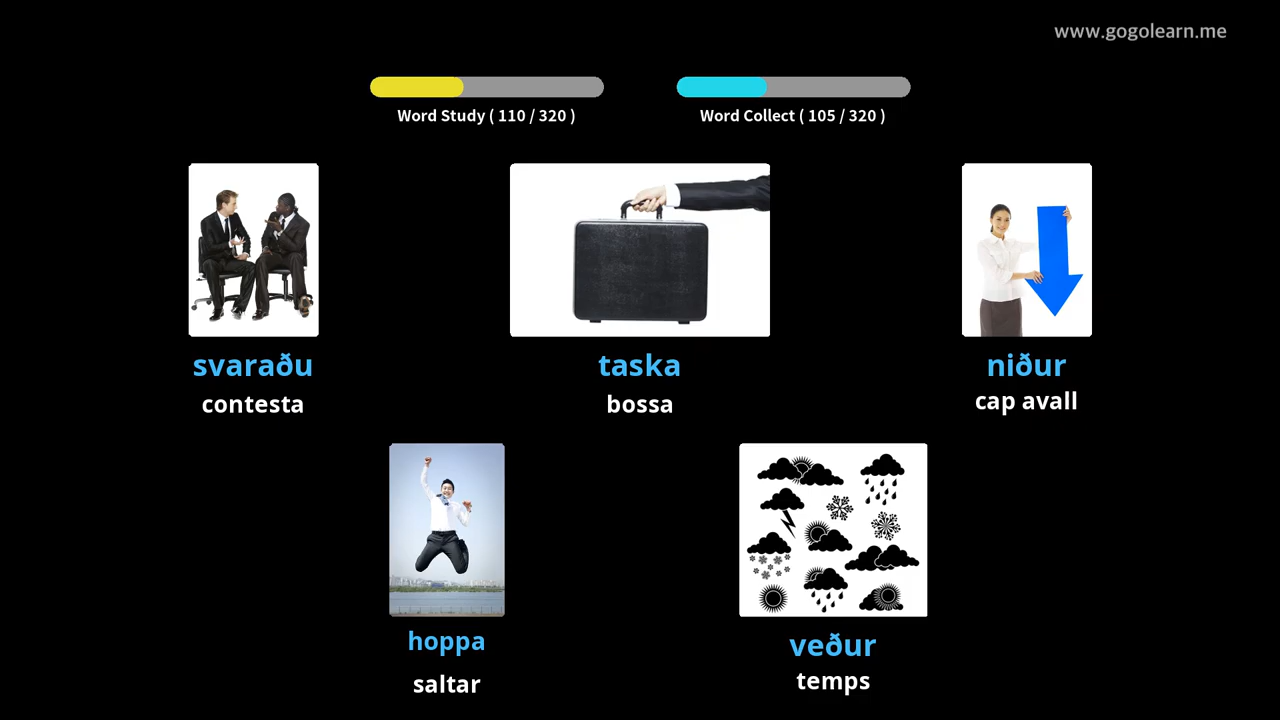 www.gogolearn.me
Word Study ( 110 / 320 )
Word Collect ( 105 / 320 )
svaraðu
contesta
taska
bossa
niður
cap avall
hoppa
saltar
veður
temps